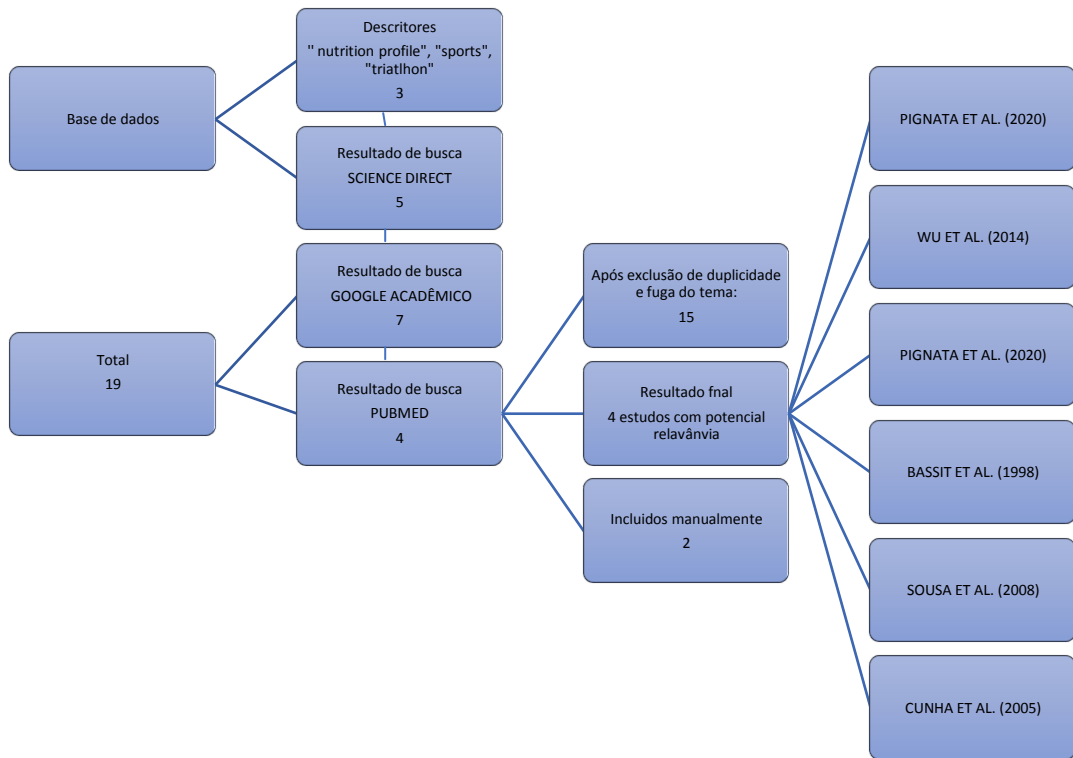 Base de dados
Total
19
Descritores
" nutrition profile", "sports",
"triatlhon"
3
Resultado de busca
SCIENCE DIRECT
5
Resultado de busca
GOOGLE ACADÊMICO
7
Resultado de busca
PUBMED
4
Após exclusão de duplicidade
e fuga do tema:
15
Resultado fnal
4 estudos com potencial
relavânvia
Incluidos manualmente
2
PIGNATA ET AL. (2020)
WU ET AL. (2014)
PIGNATA ET AL. (2020)
BASSIT ET AL. (1998)
SOUSA ET AL. (2008)
CUNHA ET AL. (2005)